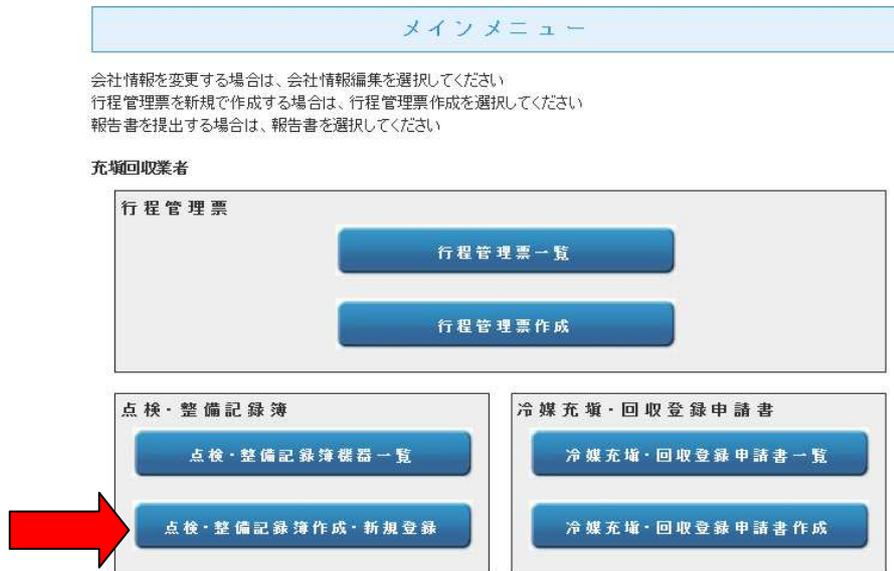 メインメニュー
会社情報を変更する場合は、会社情報編集を選択してください
行程管理票を新規で作成する場合は、行程管理票作成を選択してください
報告書を提出する場合は、報告書を選択してください
充塡回収業者
行程管理票
行程管理票一覧
行程管理票作成
点検・整備記録簿
点検・整備記録簿機器一覧
点検・整備記録簿作成・新規登録
冷媒充塡・回収登録申請書
冷媒充塡・回収登録申請書一覧
冷媒充塡・回収登録申請書作成